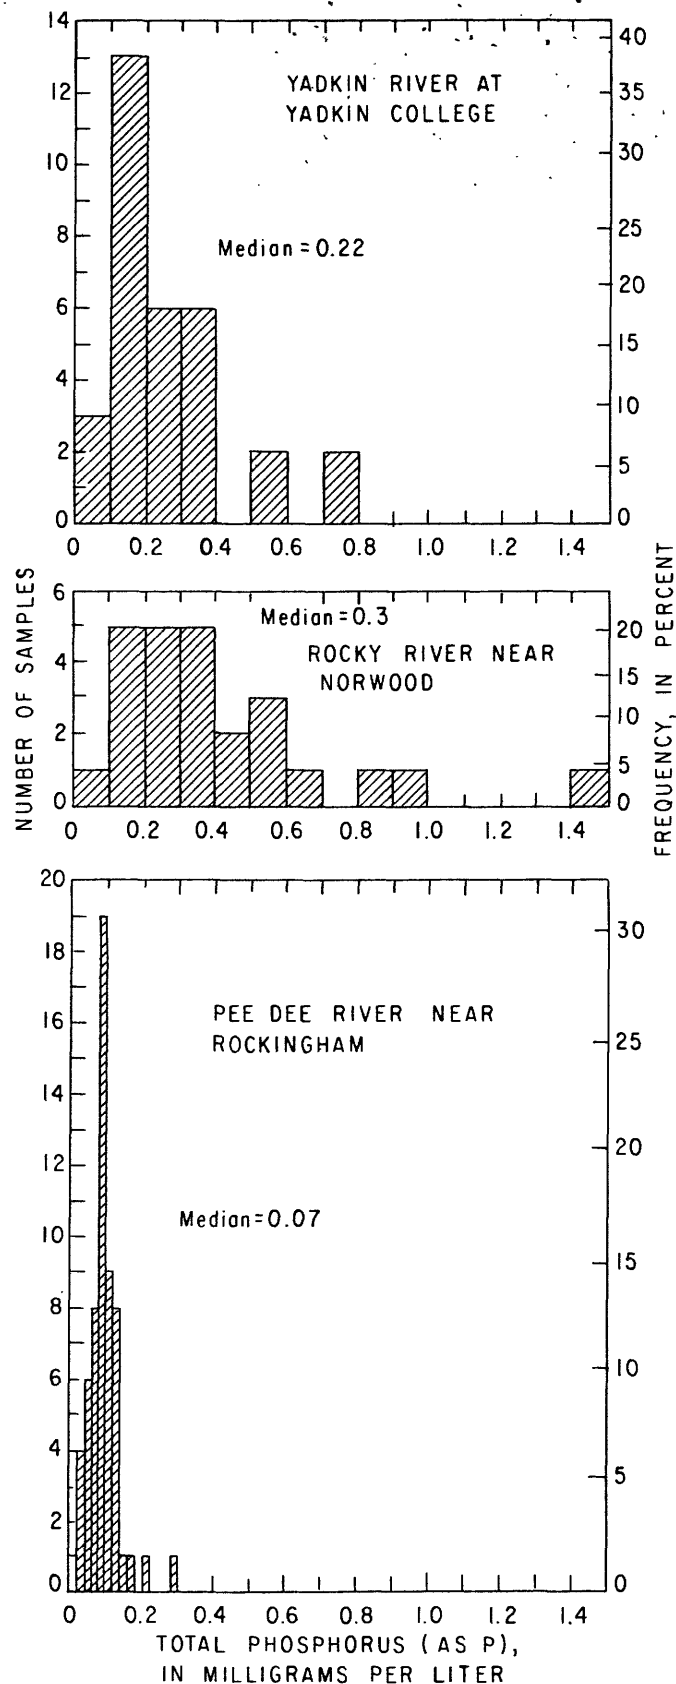 14
12
10
8
6
4
2
0
40
35
30
25
20
15
10
5
0
YADKIN RIVER AT
YADKIN COLLEGE
Median = 0.22
0 0.2 0.4 0.6 0.8 1.0 1.2 1.4
NUMBER OF SAMPLES
FREQUENCY, IN PERCENT
6
4
2
0
20
15
10
5
0
Median=0.3
ROCKY RIVER NEAR
NORWOOD
0 0.2 0.4 0.6 0.8 1.0 1.2 1.4
20
18
16
14
12
10
8
6
4
2
0
30
25
20
15
10
5
0
PEE DEE RIVER NEAR
ROCKINGHAM
Median=0.07
0 0.2 0.4 0.6 0.8 1.0 1.2 1.4
TOTAL PHOSPHORUS (AS P),
IN MILLIGRAMS PER LITER